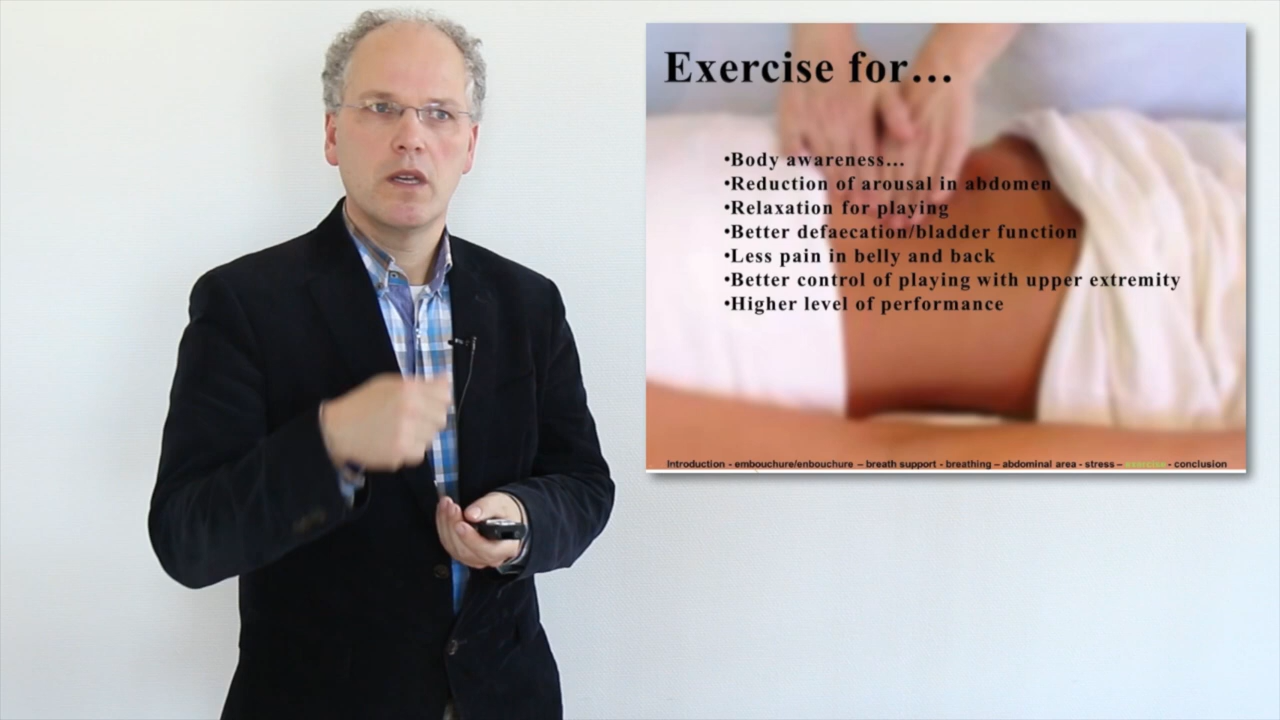 Exercise for…
•Body awareness…
•Reduction of arousal in abdomen
•Relaxation for playing
•Better defaecation/bladder function
•Less pain in belly and back
•Better control of playing with upper extremity
•Higher level of performance
Introduction - embouchure/enbouchure – breath support - breathing – abdominal area - stress – exercise - conclusion